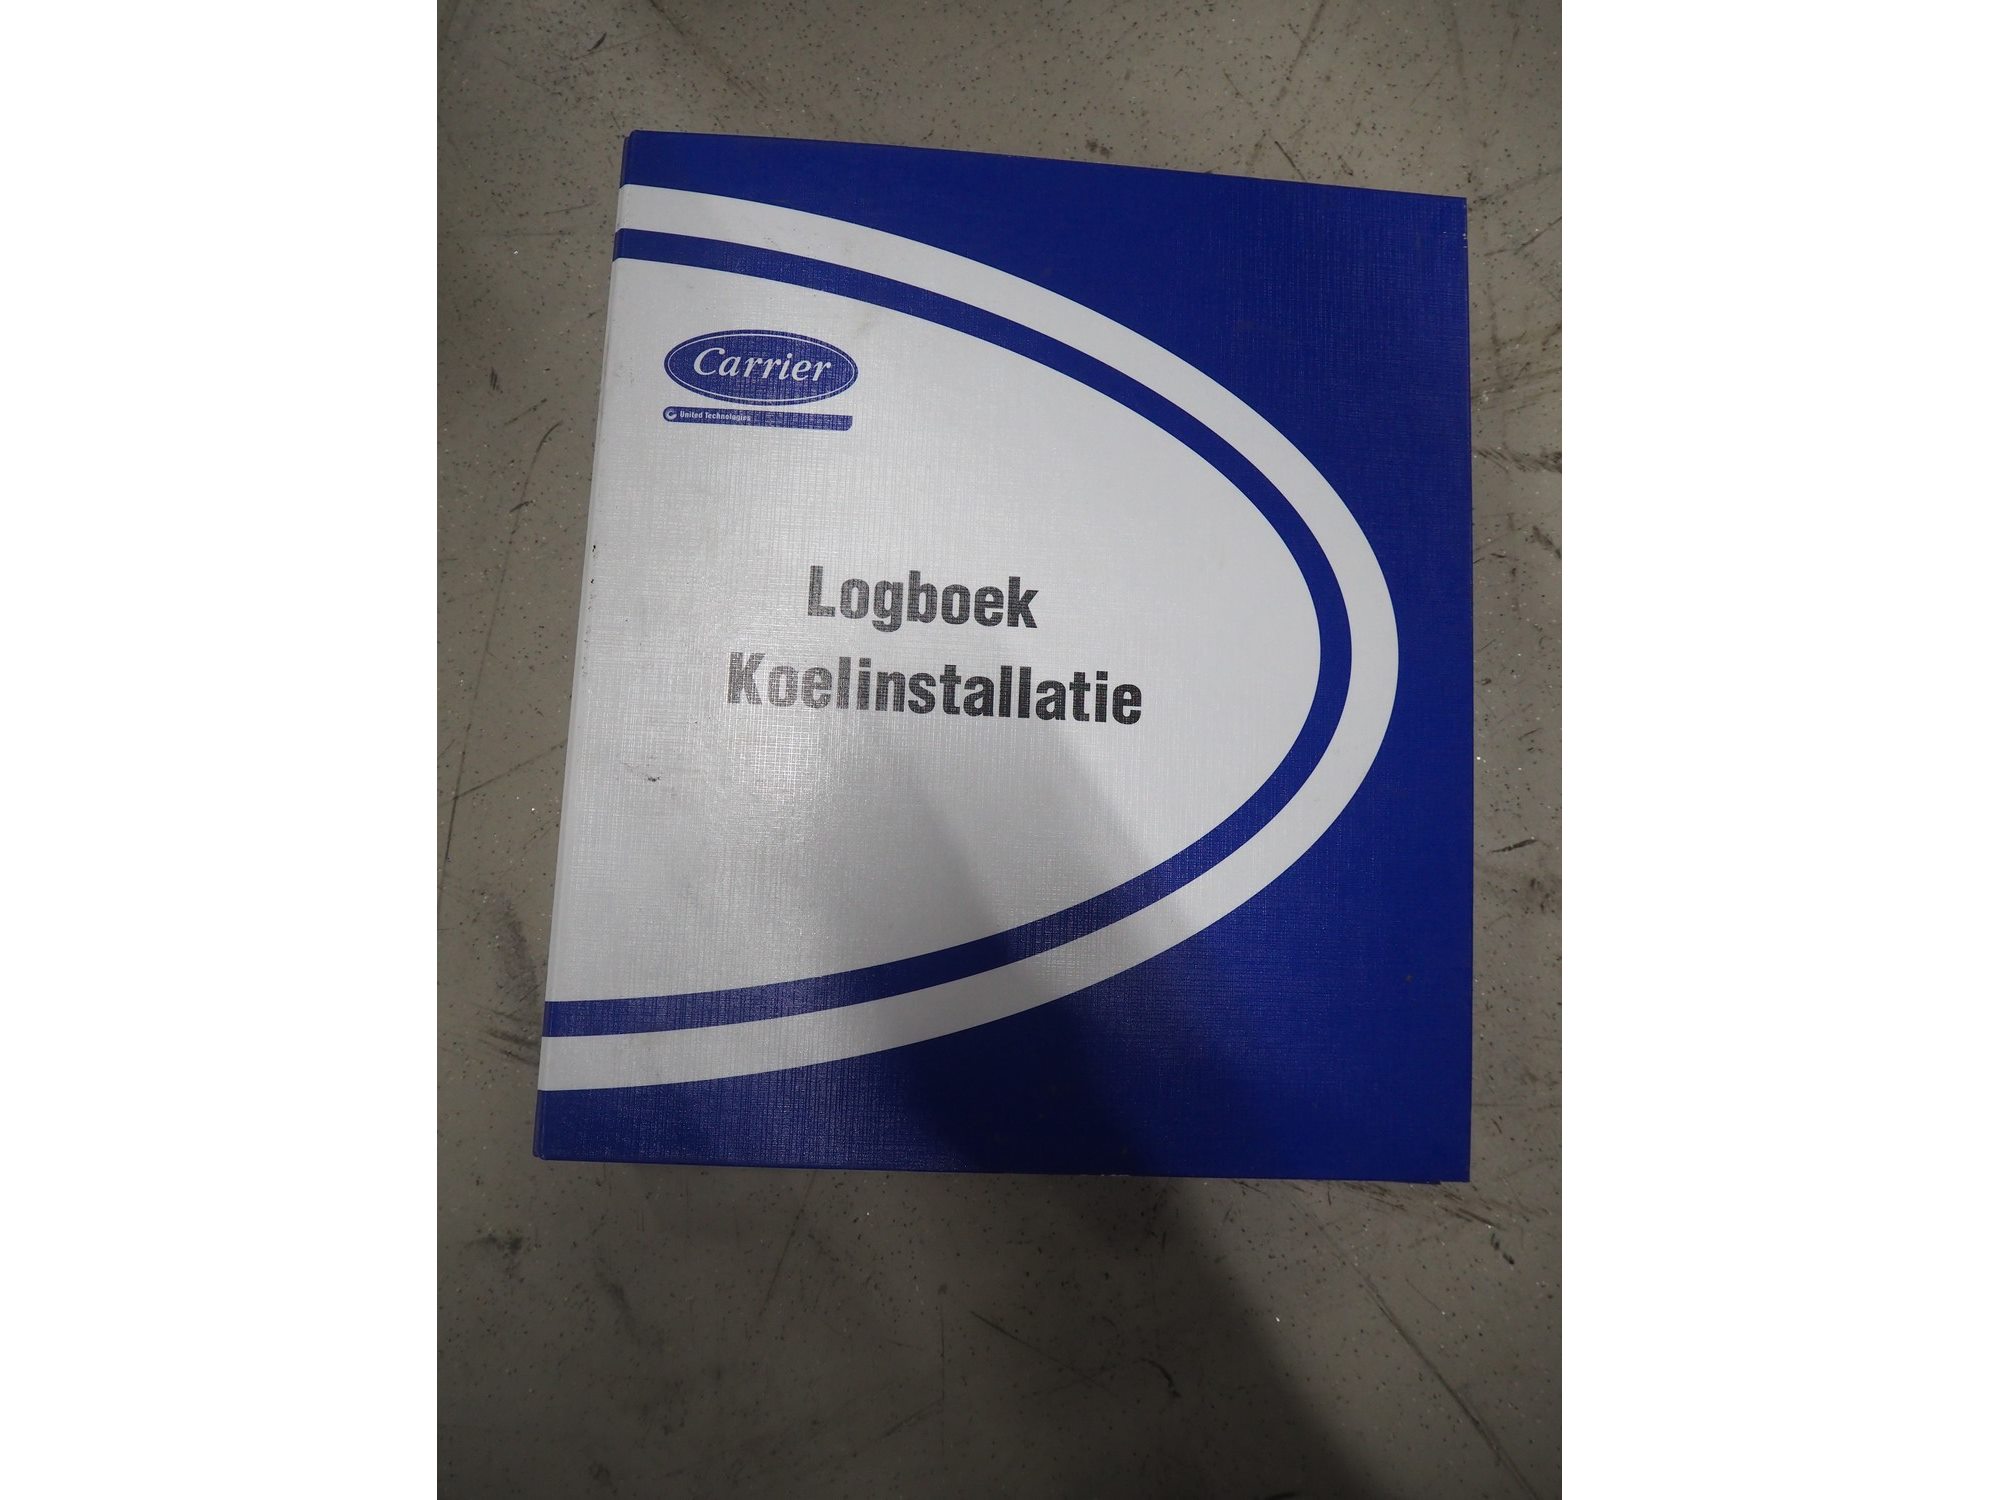 Carrier
United Technologies
Logboek
Koelinstallatie